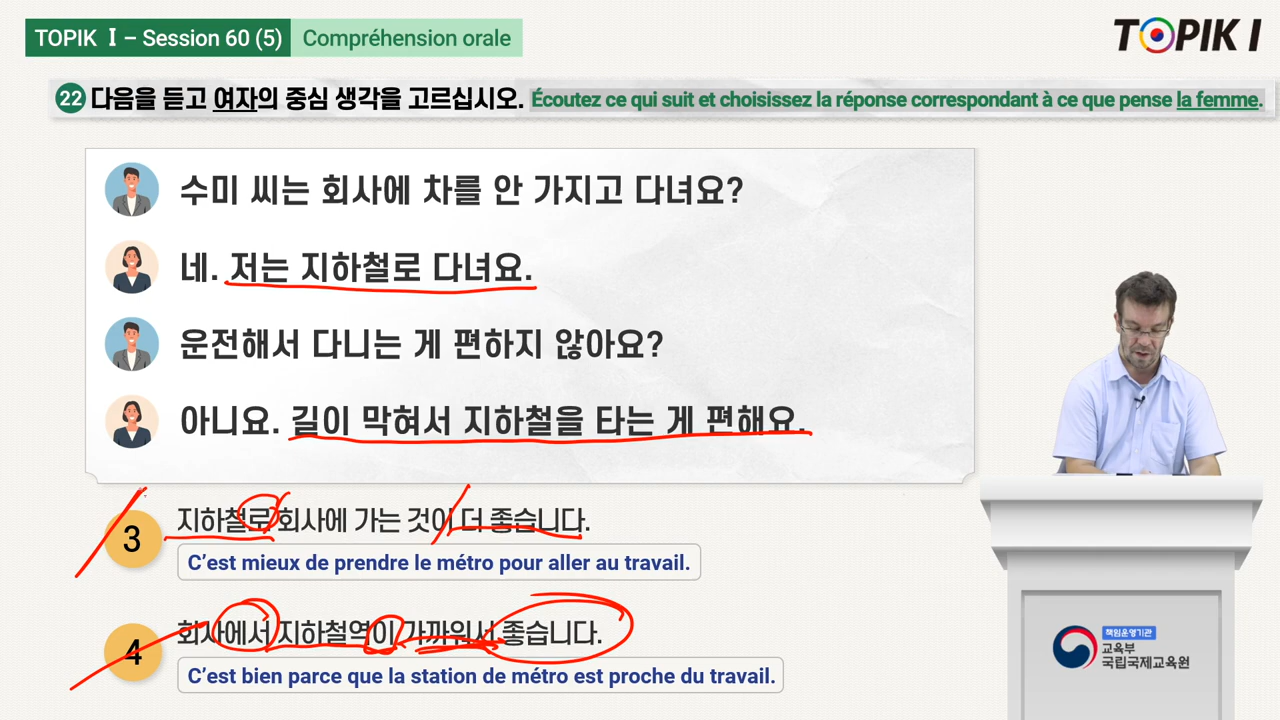 TOPIK I – Session 60 (5) Compréhension orale
TOPIK I
22 다음을 듣고 여자의 중심 생각을 고르십시오. Écoutez ce qui suit et choisissez la réponse correspondant à ce que pense la femme.
수미 씨는 회사에 차를 안 가지고 다녀요?
네. 저는 지하철로 다녀요.
운전해서 다니는 게 편하지 않아요?
아니요. 길이 막혀서 지하철을 타는 게 편해요.
3 지하철로 회사에 가는 것이 더 좋습니다.
C'est mieux de prendre le métro pour aller au travail.
4 회사에서 지하철역이 가까워서 좋습니다.
C'est bien parce que la station de métro est proche du travail.
책임운영기관
교육부
국립국제교육원